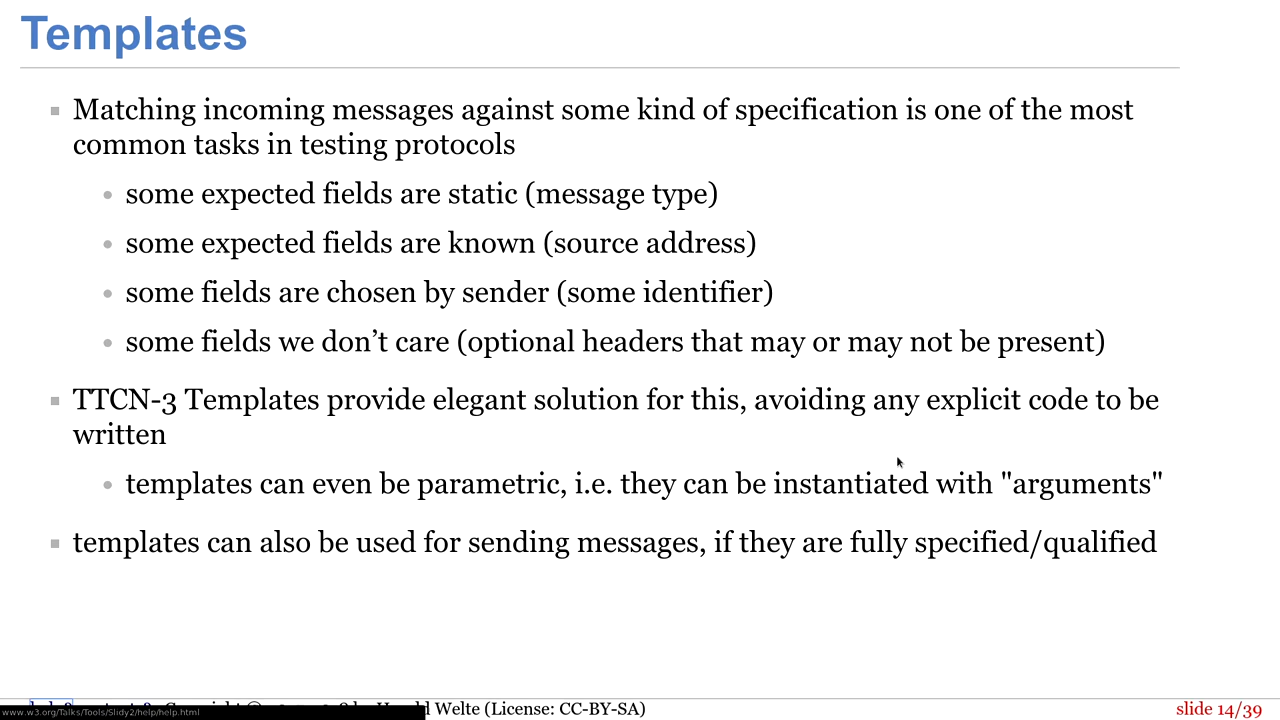 Templates
Matching incoming messages against some kind of specification is one of the most
common tasks in testing protocols
some expected fields are static (message type)
some expected fields are known (source address)
some fields are chosen by sender (some identifier)
some fields we don’t care (optional headers that may or may not be present)
TTCN-3 Templates provide elegant solution for this, avoiding any explicit code to be
written
templates can even be parametric, i.e. they can be instantiated with "arguments"
templates can also be used for sending messages, if they are fully specified/qualified
Welte (License: CC-BY-SA)
slide 14/39
www.w3.org/Talks/Tools/Slidy2/help/help.html